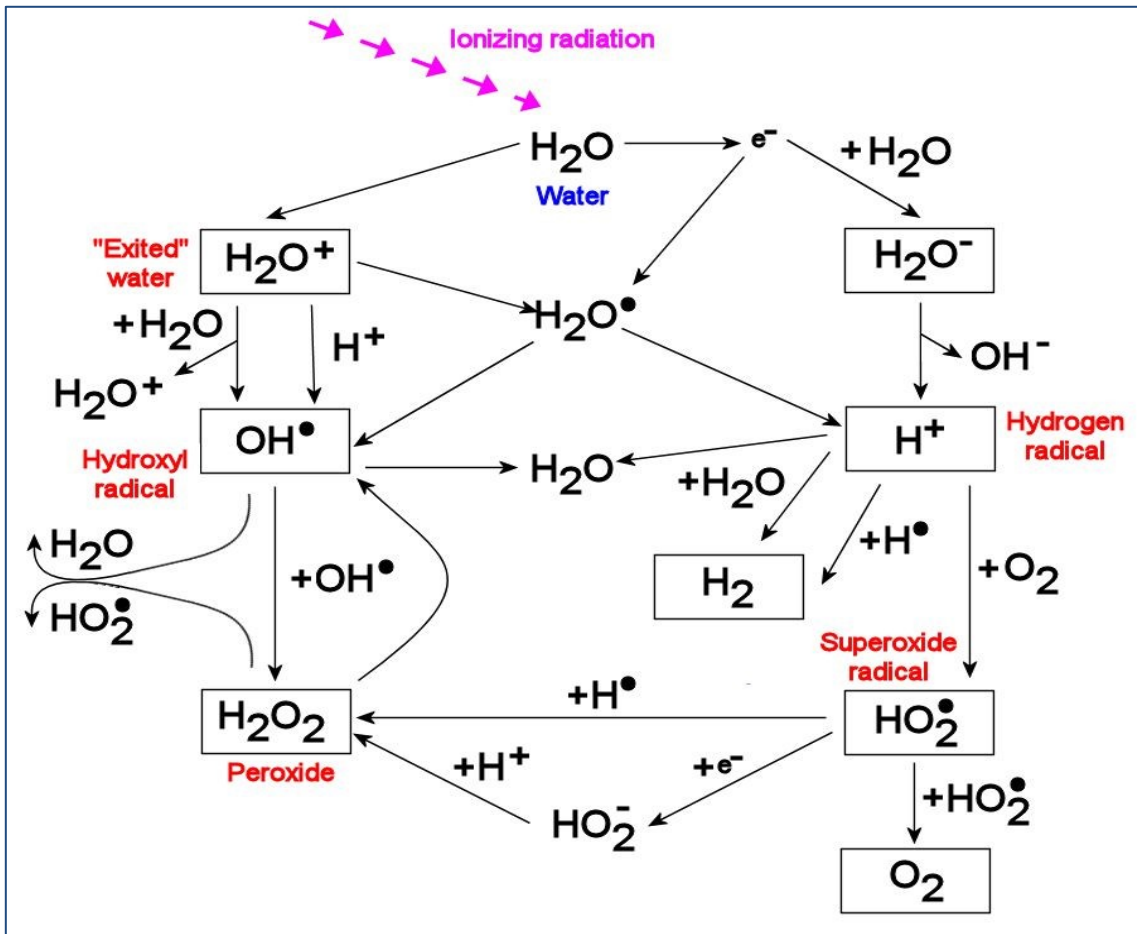 Ionizing radiation
H₂O
e⁻
+H₂O
Water
"Exited"
water
H₂O⁺
H₂O⁻
+H₂O
H⁺
H₂O•
OH⁻
H₂O⁺
OH•
H⁺
Hydrogen
radical
Hydroxyl
radical
H₂O
+H₂O
H₂O
HO₂•
+OH•
+H•
+O₂
H₂
Superoxide
radical
+H•
H₂O₂
HO₂•
Peroxide
+H⁺
+e⁻
HO₂⁻
+HO₂•
O₂